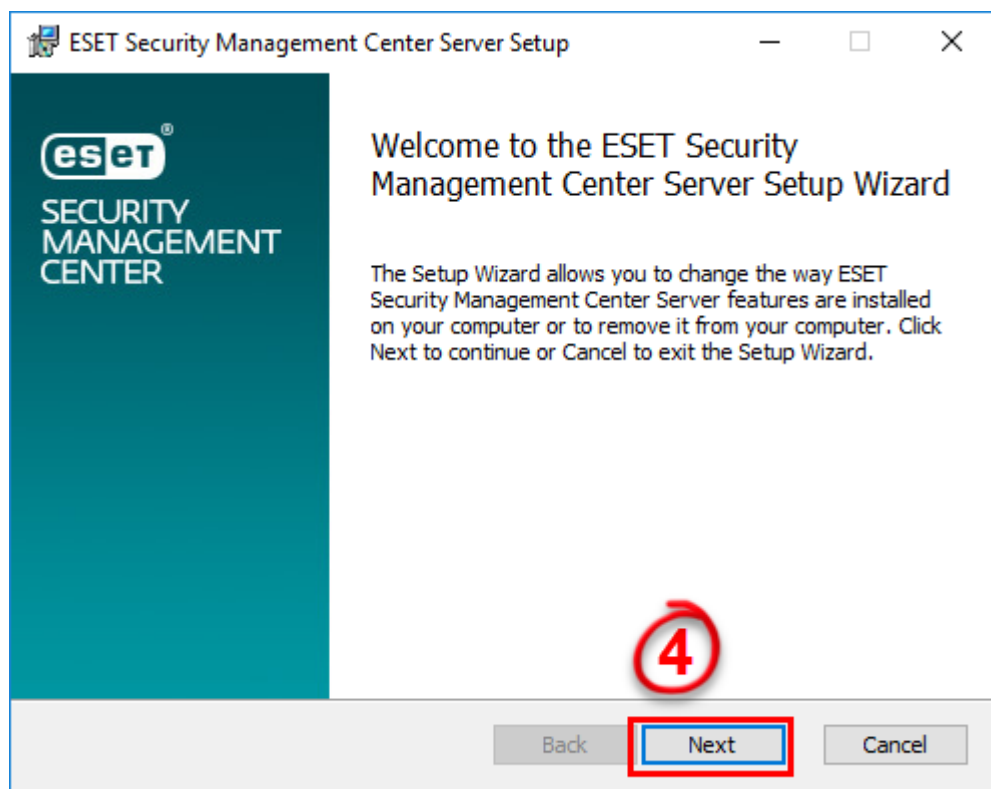 ESET Security Management Center Server Setup
eset®
SECURITY
MANAGEMENT
CENTER
Welcome to the ESET Security
Management Center Server Setup Wizard
The Setup Wizard allows you to change the way ESET
Security Management Center Server features are installed
on your computer or to remove it from your computer. Click
Next to continue or Cancel to exit the Setup Wizard.
4
Back Next Cancel